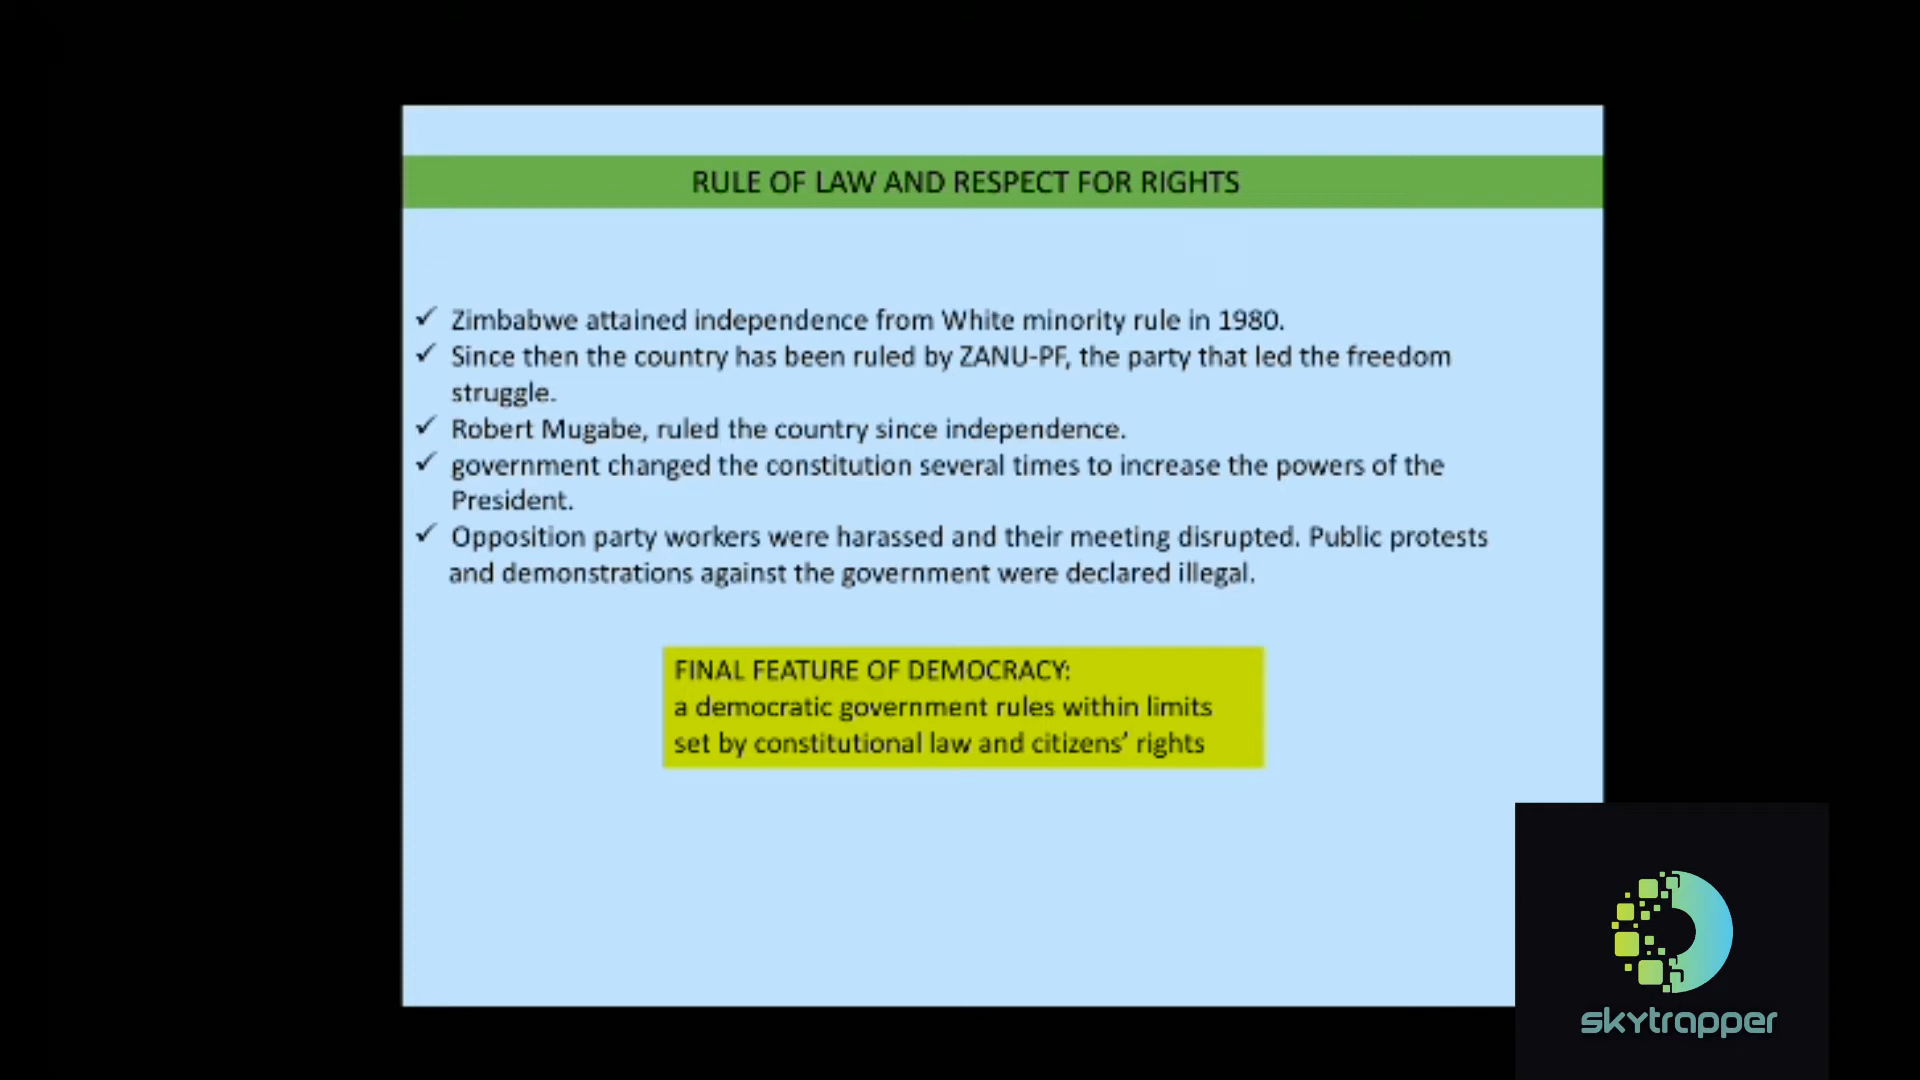 RULE OF LAW AND RESPECT FOR RIGHTS
✓ Zimbabwe attained independence from White minority rule in 1980.
✓ Since then the country has been ruled by ZANU-PF, the party that led the freedom
struggle.
✓ Robert Mugabe, ruled the country since independence.
✓ government changed the constitution several times to increase the powers of the
President.
✓ Opposition party workers were harassed and their meeting disrupted. Public protests
and demonstrations against the government were declared illegal.
FINAL FEATURE OF DEMOCRACY:
a democratic government rules within limits
set by constitutional law and citizens’ rights
skytrapper